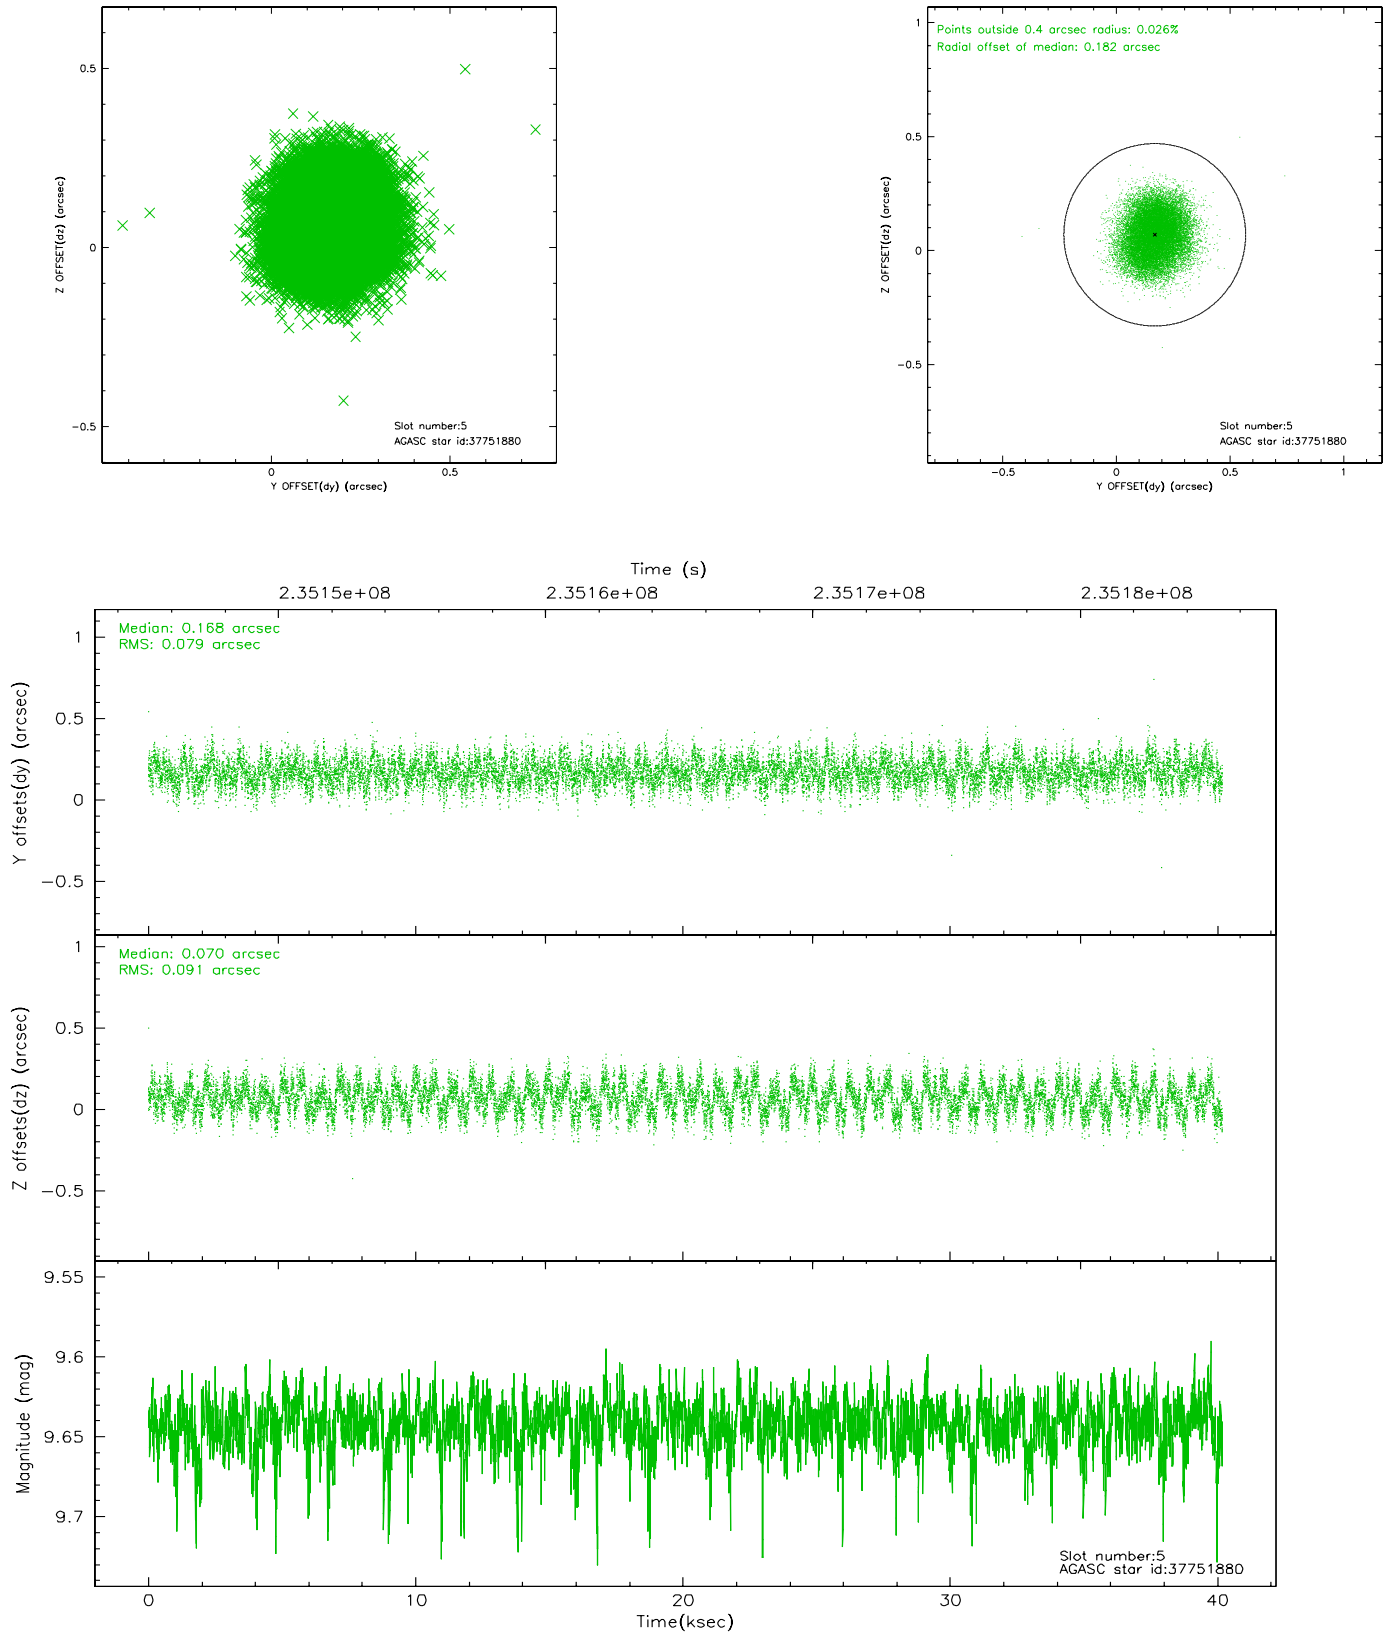 0.5
0
-0.5
Z OFFSET(dz) (arcsec)
Slot number:5
AGASC star id:37751880
0
0.5
Y OFFSET(dy) (arcsec)
Points outside 0.4 arcsec radius: 0.026%
Radial offset of median: 0.182 arcsec
1
0.5
0
-0.5
Z OFFSET(dz) (arcsec)
Slot number:5
AGASC star id:37751880
-0.5
0
0.5
1
Y OFFSET(dy) (arcsec)
Time (s)
2.3515e+08
2.3516e+08
2.3517e+08
2.3518e+08
Median: 0.168 arcsec
RMS: 0.079 arcsec
1
0.5
0
-0.5
Y offsets(dy) (arcsec)
Median: 0.070 arcsec
RMS: 0.091 arcsec
1
0.5
0
-0.5
Z offsets(dz) (arcsec)
9.55
9.6
9.65
9.7
Magnitude (mag)
Slot number:5
AGASC star id:37751880
0
10
20
30
40
Time(ksec)